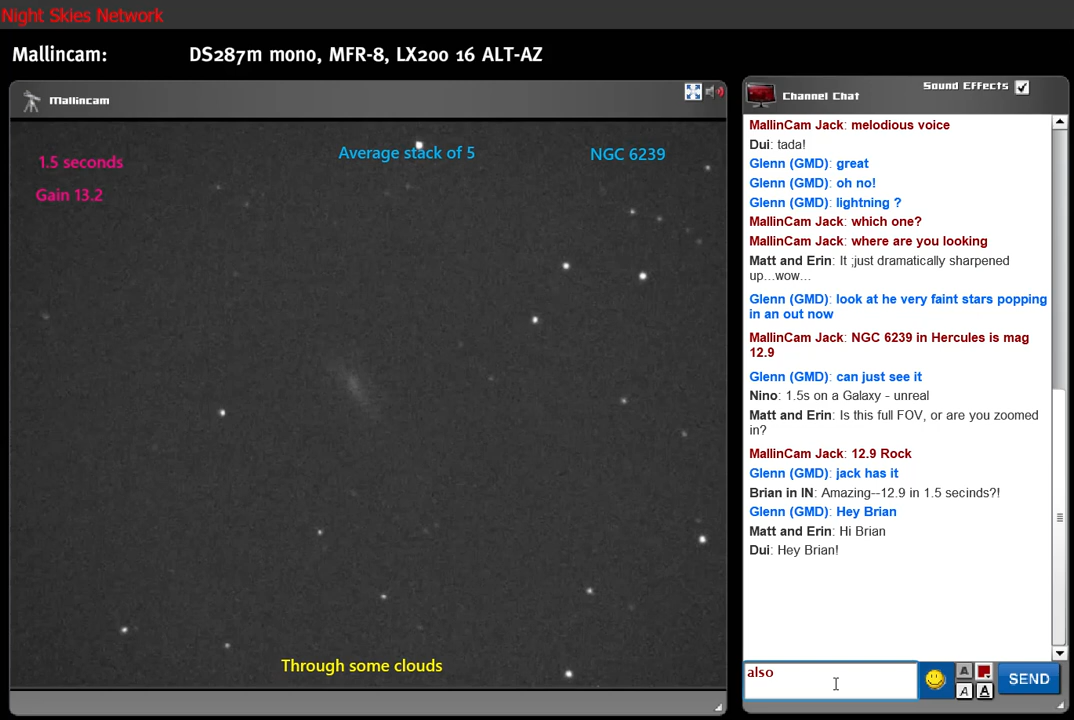 Night Skies Network
Mallincam: DS287m mono, MFR-8, LX200 16 ALT-AZ
Mallincam
1.5 seconds
Gain 13.2
Average stack of 5
NGC 6239
Through some clouds
Channel Chat
Sound Effects
MallinCam Jack: melodious voice
Dui: tada!
Glenn (GMD): great
Glenn (GMD): oh no!
Glenn (GMD): lightning ?
MallinCam Jack: which one?
MallinCam Jack: where are you looking
Matt and Erin: It ;just dramatically sharpened
up...wow...
Glenn (GMD): look at he very faint stars popping
in an out now
MallinCam Jack: NGC 6239 in Hercules is mag
12.9
Glenn (GMD): can just see it
Nino: 1.5s on a Galaxy - unreal
Matt and Erin: Is this full FOV, or are you zoomed
in?
MallinCam Jack: 12.9 Rock
Glenn (GMD): jack has it
Brian in IN: Amazing--12.9 in 1.5 secinds?!
Glenn (GMD): Hey Brian
Matt and Erin: Hi Brian
Dui: Hey Brian!
also
A
A
A
SEND